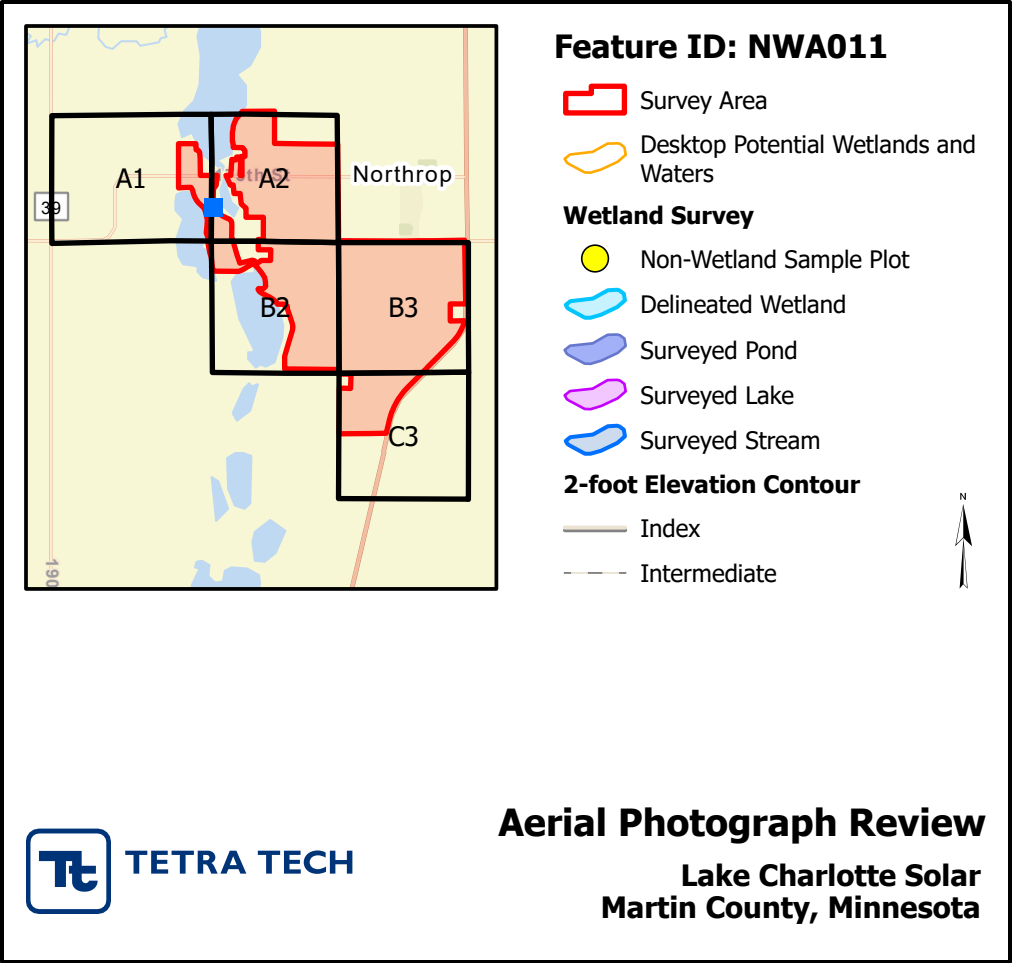 Feature ID: NWA011
Survey Area
Desktop Potential Wetlands and
Waters
Wetland Survey
Non-Wetland Sample Plot
Delineated Wetland
Surveyed Pond
Surveyed Lake
Surveyed Stream
2-foot Elevation Contour
Index
Intermediate
N
A1
A2
Northrop
39
B2
B3
C3
190
Tt
TETRA TECH
Aerial Photograph Review
Lake Charlotte Solar
Martin County, Minnesota